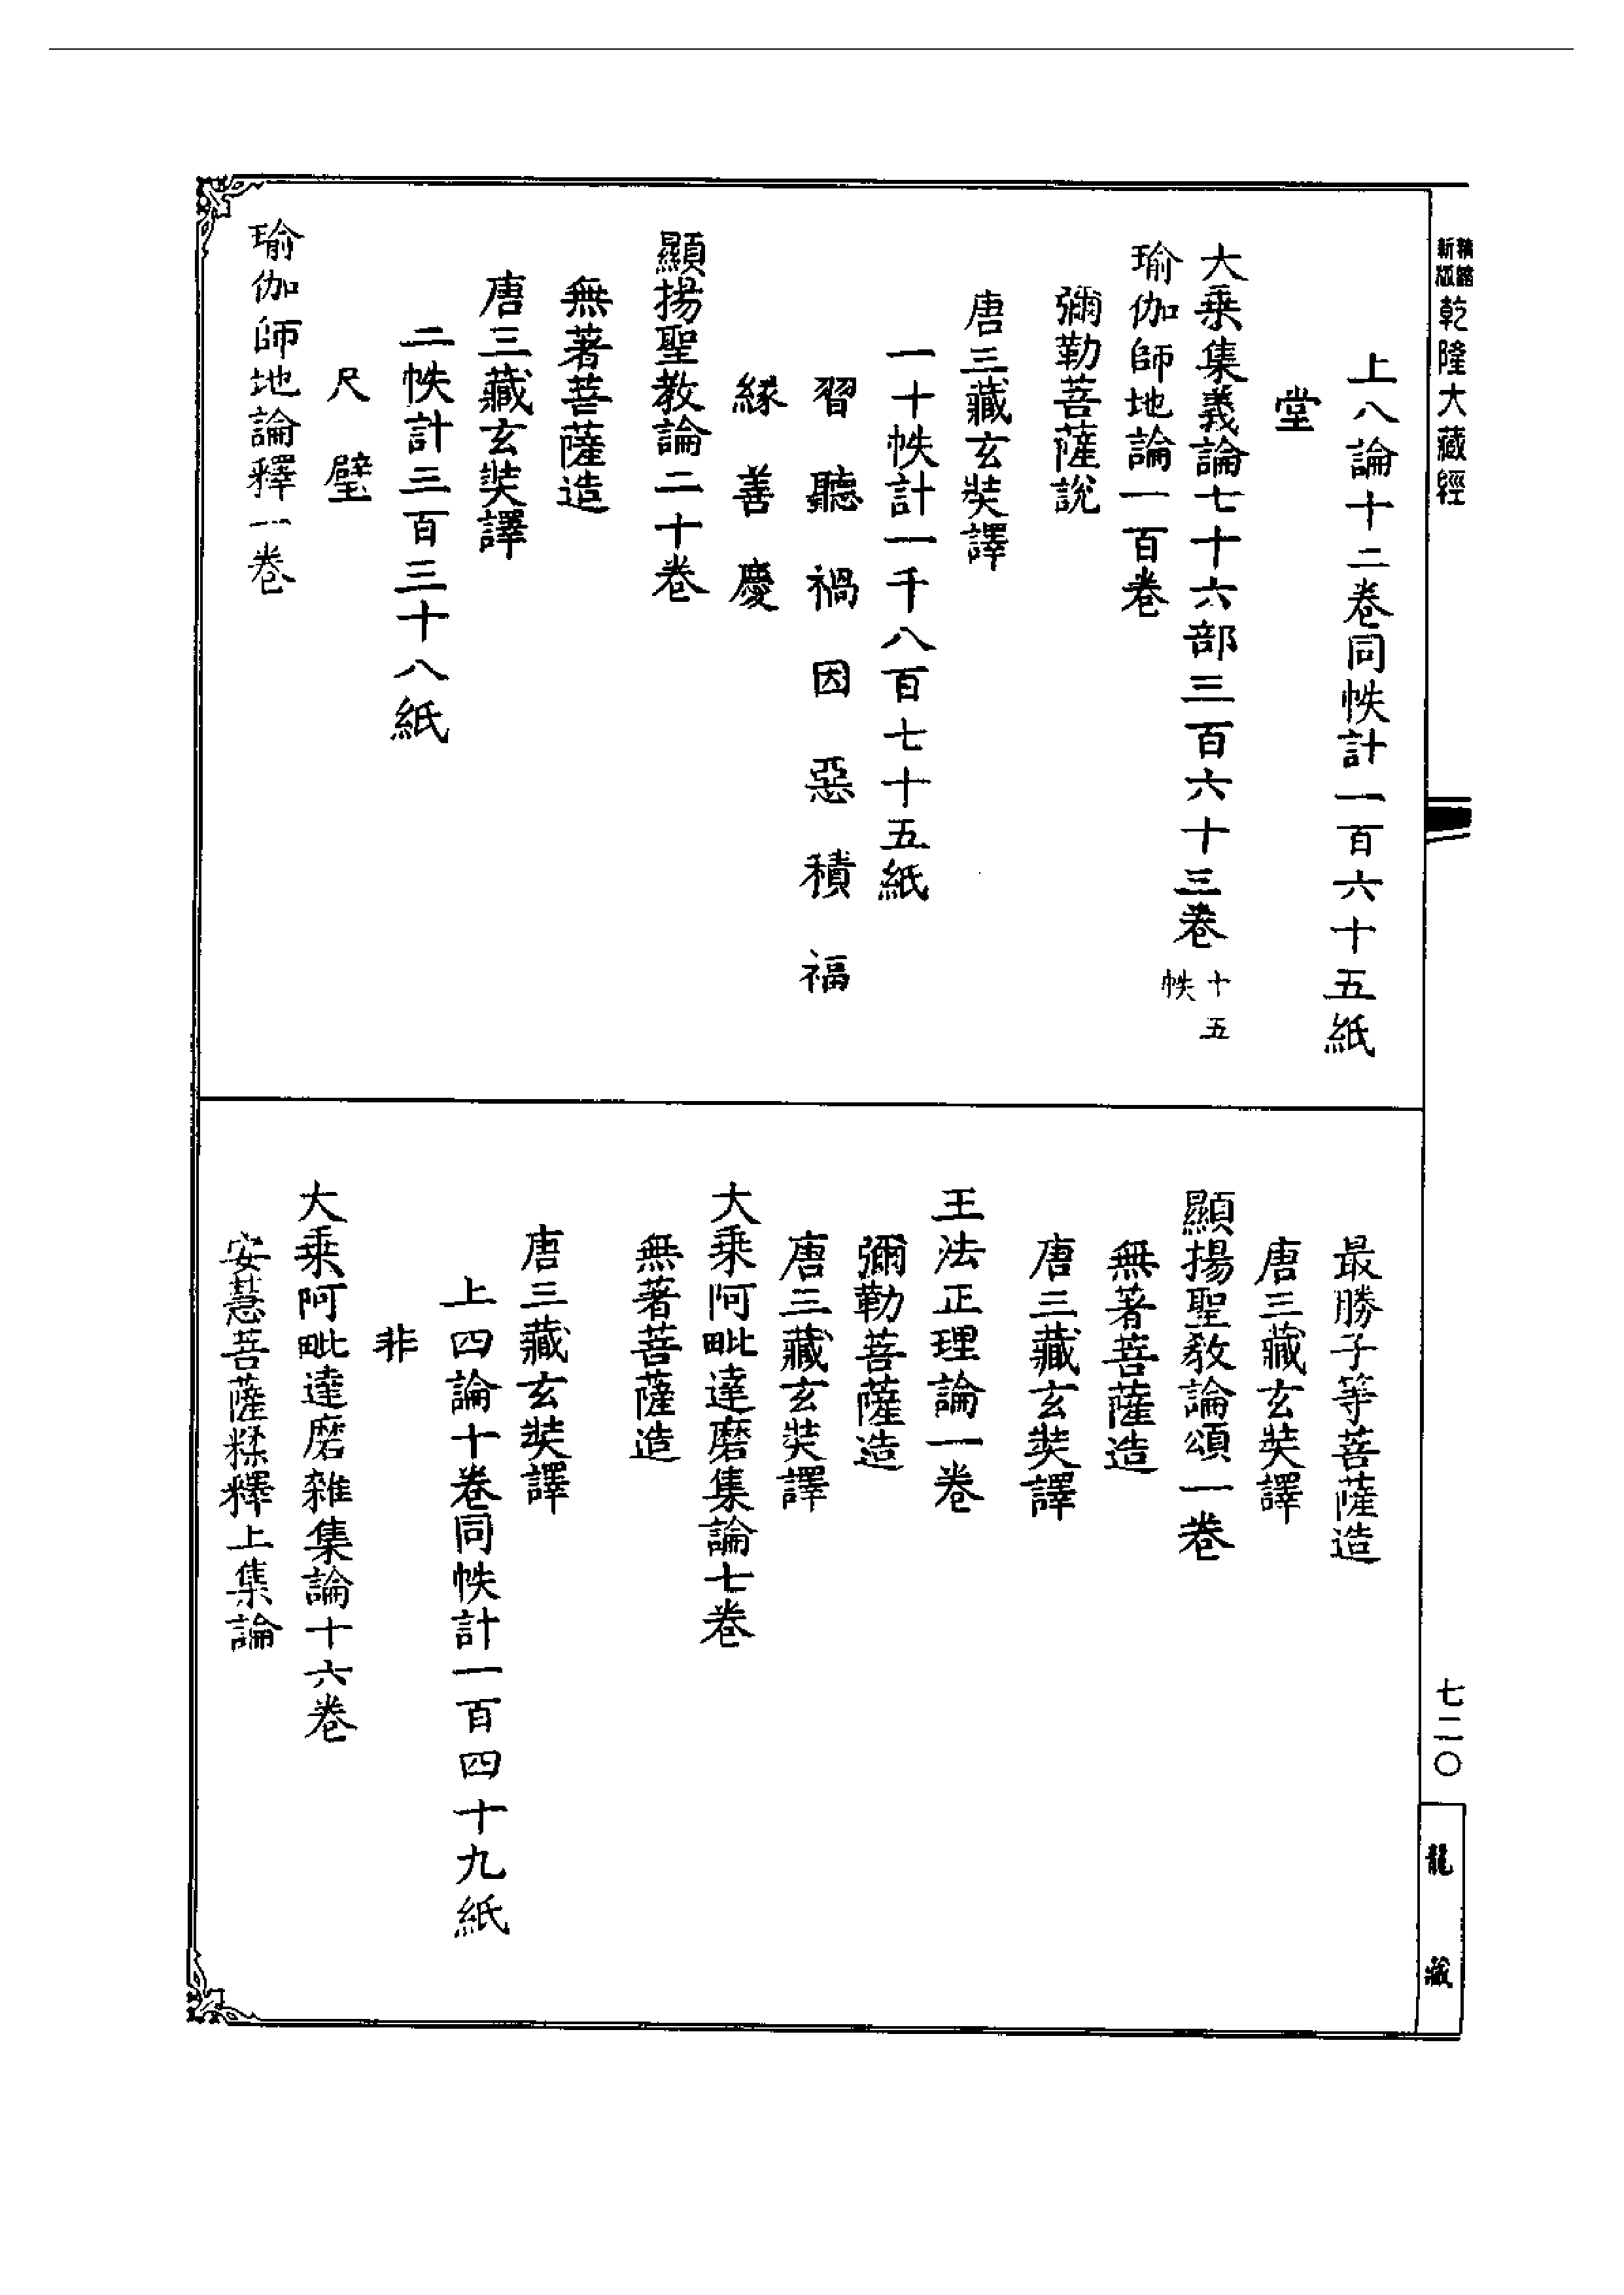 精縮新版乾隆大藏經
上八論十二卷同帙計一百六十五紙
堂
大乘集義論七十六部三百六十三卷十五帙
瑜伽師地論一百卷
彌勒菩薩說
唐三藏玄奘譯
一十帙計一千八百七十五紙
習聽禍因惡積福
緣善慶
顯揚聖教論二十卷
無著菩薩造
唐三藏玄奘譯
二帙計三百三十八紙
尺璧
瑜伽師地論釋一卷
最勝子等菩薩造
唐三藏玄奘譯
顯揚聖教論頌一卷
無著菩薩造
唐三藏玄奘譯
王法正理論一卷
彌勒菩薩造
唐三藏玄奘譯
大乘阿毗達磨集論七卷
無著菩薩造
唐三藏玄奘譯
上四論十卷同帙計一百四十九紙
非
大乘阿毗達磨雜集論十六卷
安慧菩薩糅釋上集論
七二〇
龍藏